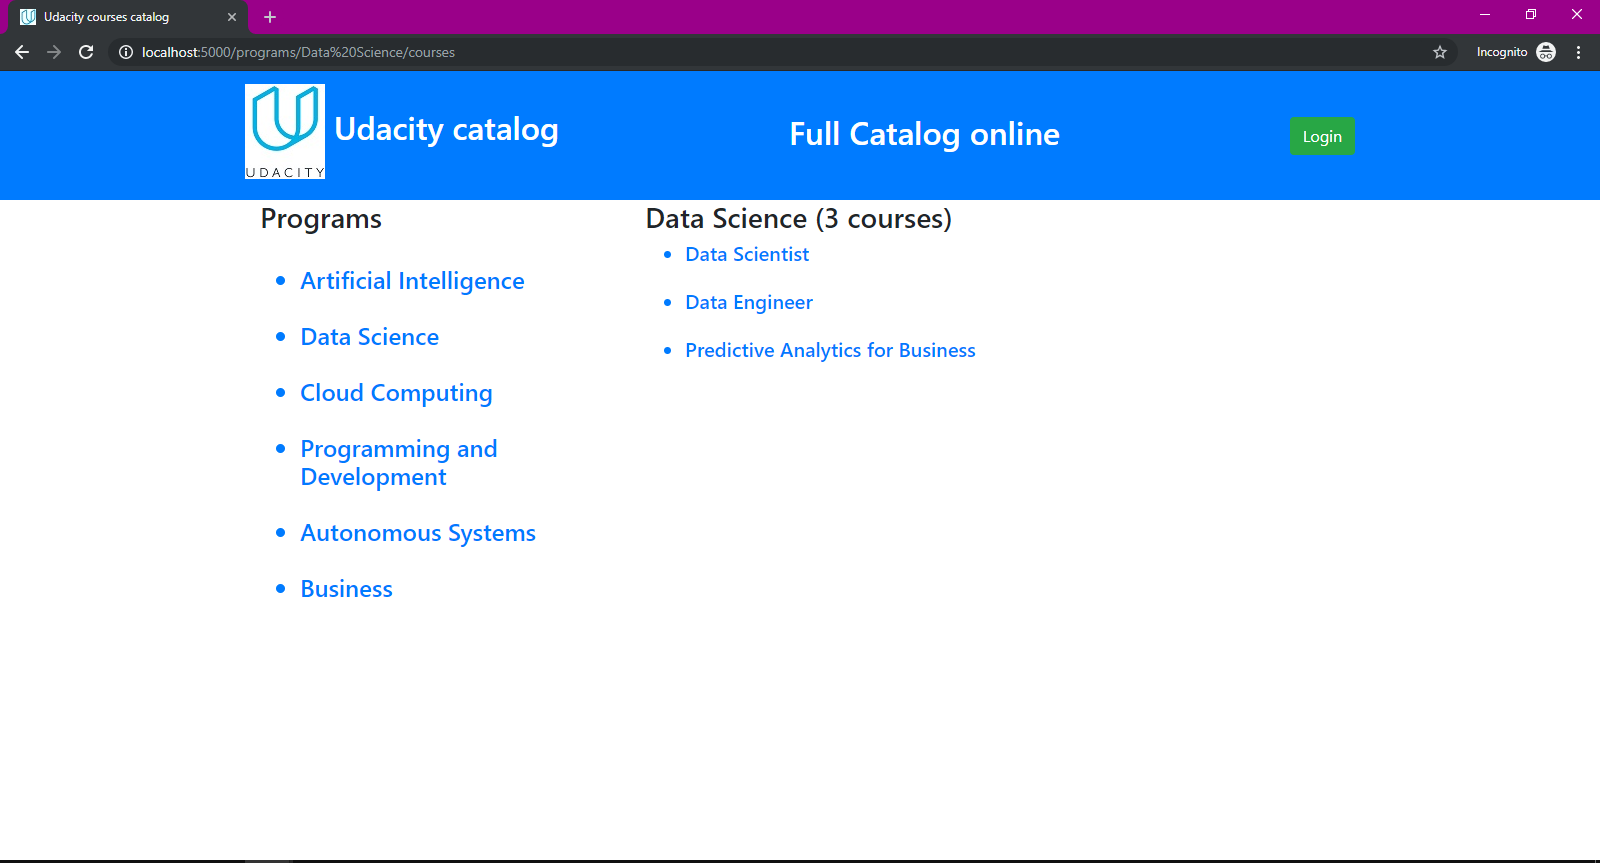 Udacity courses catalog
localhost:5000/programs/Data%20Science/courses
Incognito
UDACITY
Udacity catalog
Full Catalog online
Login
Programs
Artificial Intelligence
Data Science
Cloud Computing
Programming and
Development
Autonomous Systems
Business
Data Science (3 courses)
Data Scientist
Data Engineer
Predictive Analytics for Business